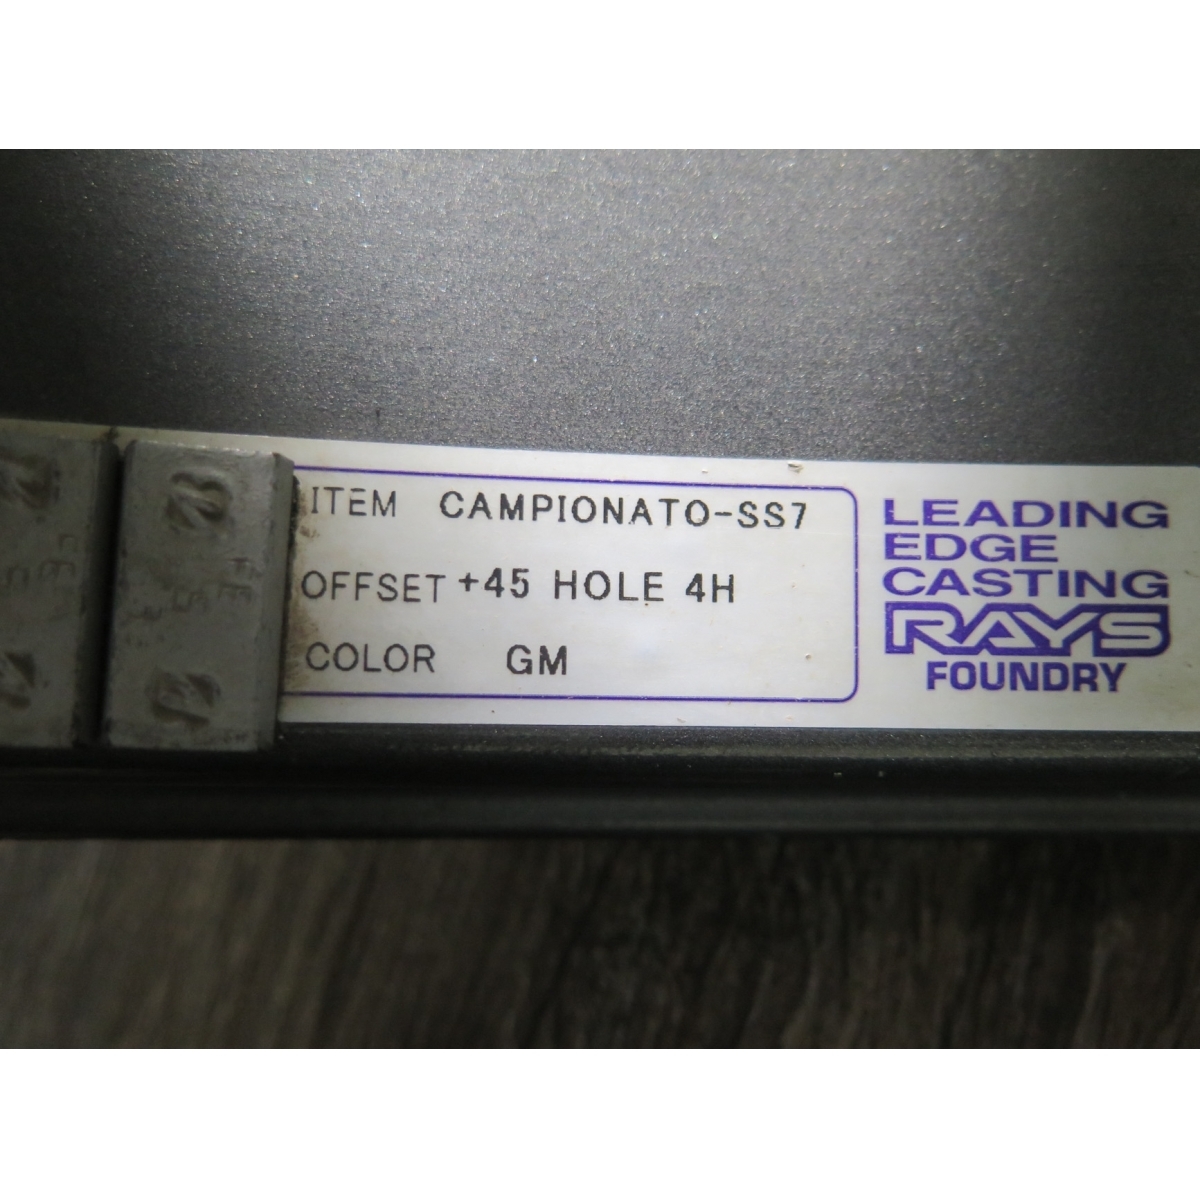 ITEM CAMPIONATO-SS7
OFFSET +45 HOLE 4H
COLOR GM
LEADING
EDGE
CASTING
RAYS
FOUNDRY